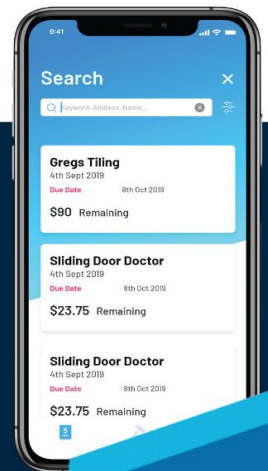 9:41
Search
Keyword, Address, Name...
Gregs Tiling
4th Sept 2019
Due Date 8th Oct 2019
$90 Remaining
Sliding Door Doctor
4th Sept 2019
Due Date 8th Oct 2019
$23.75 Remaining
Sliding Door Doctor
4th Sept 2019
Due Date 8th Oct 2019
$23.75 Remaining
$